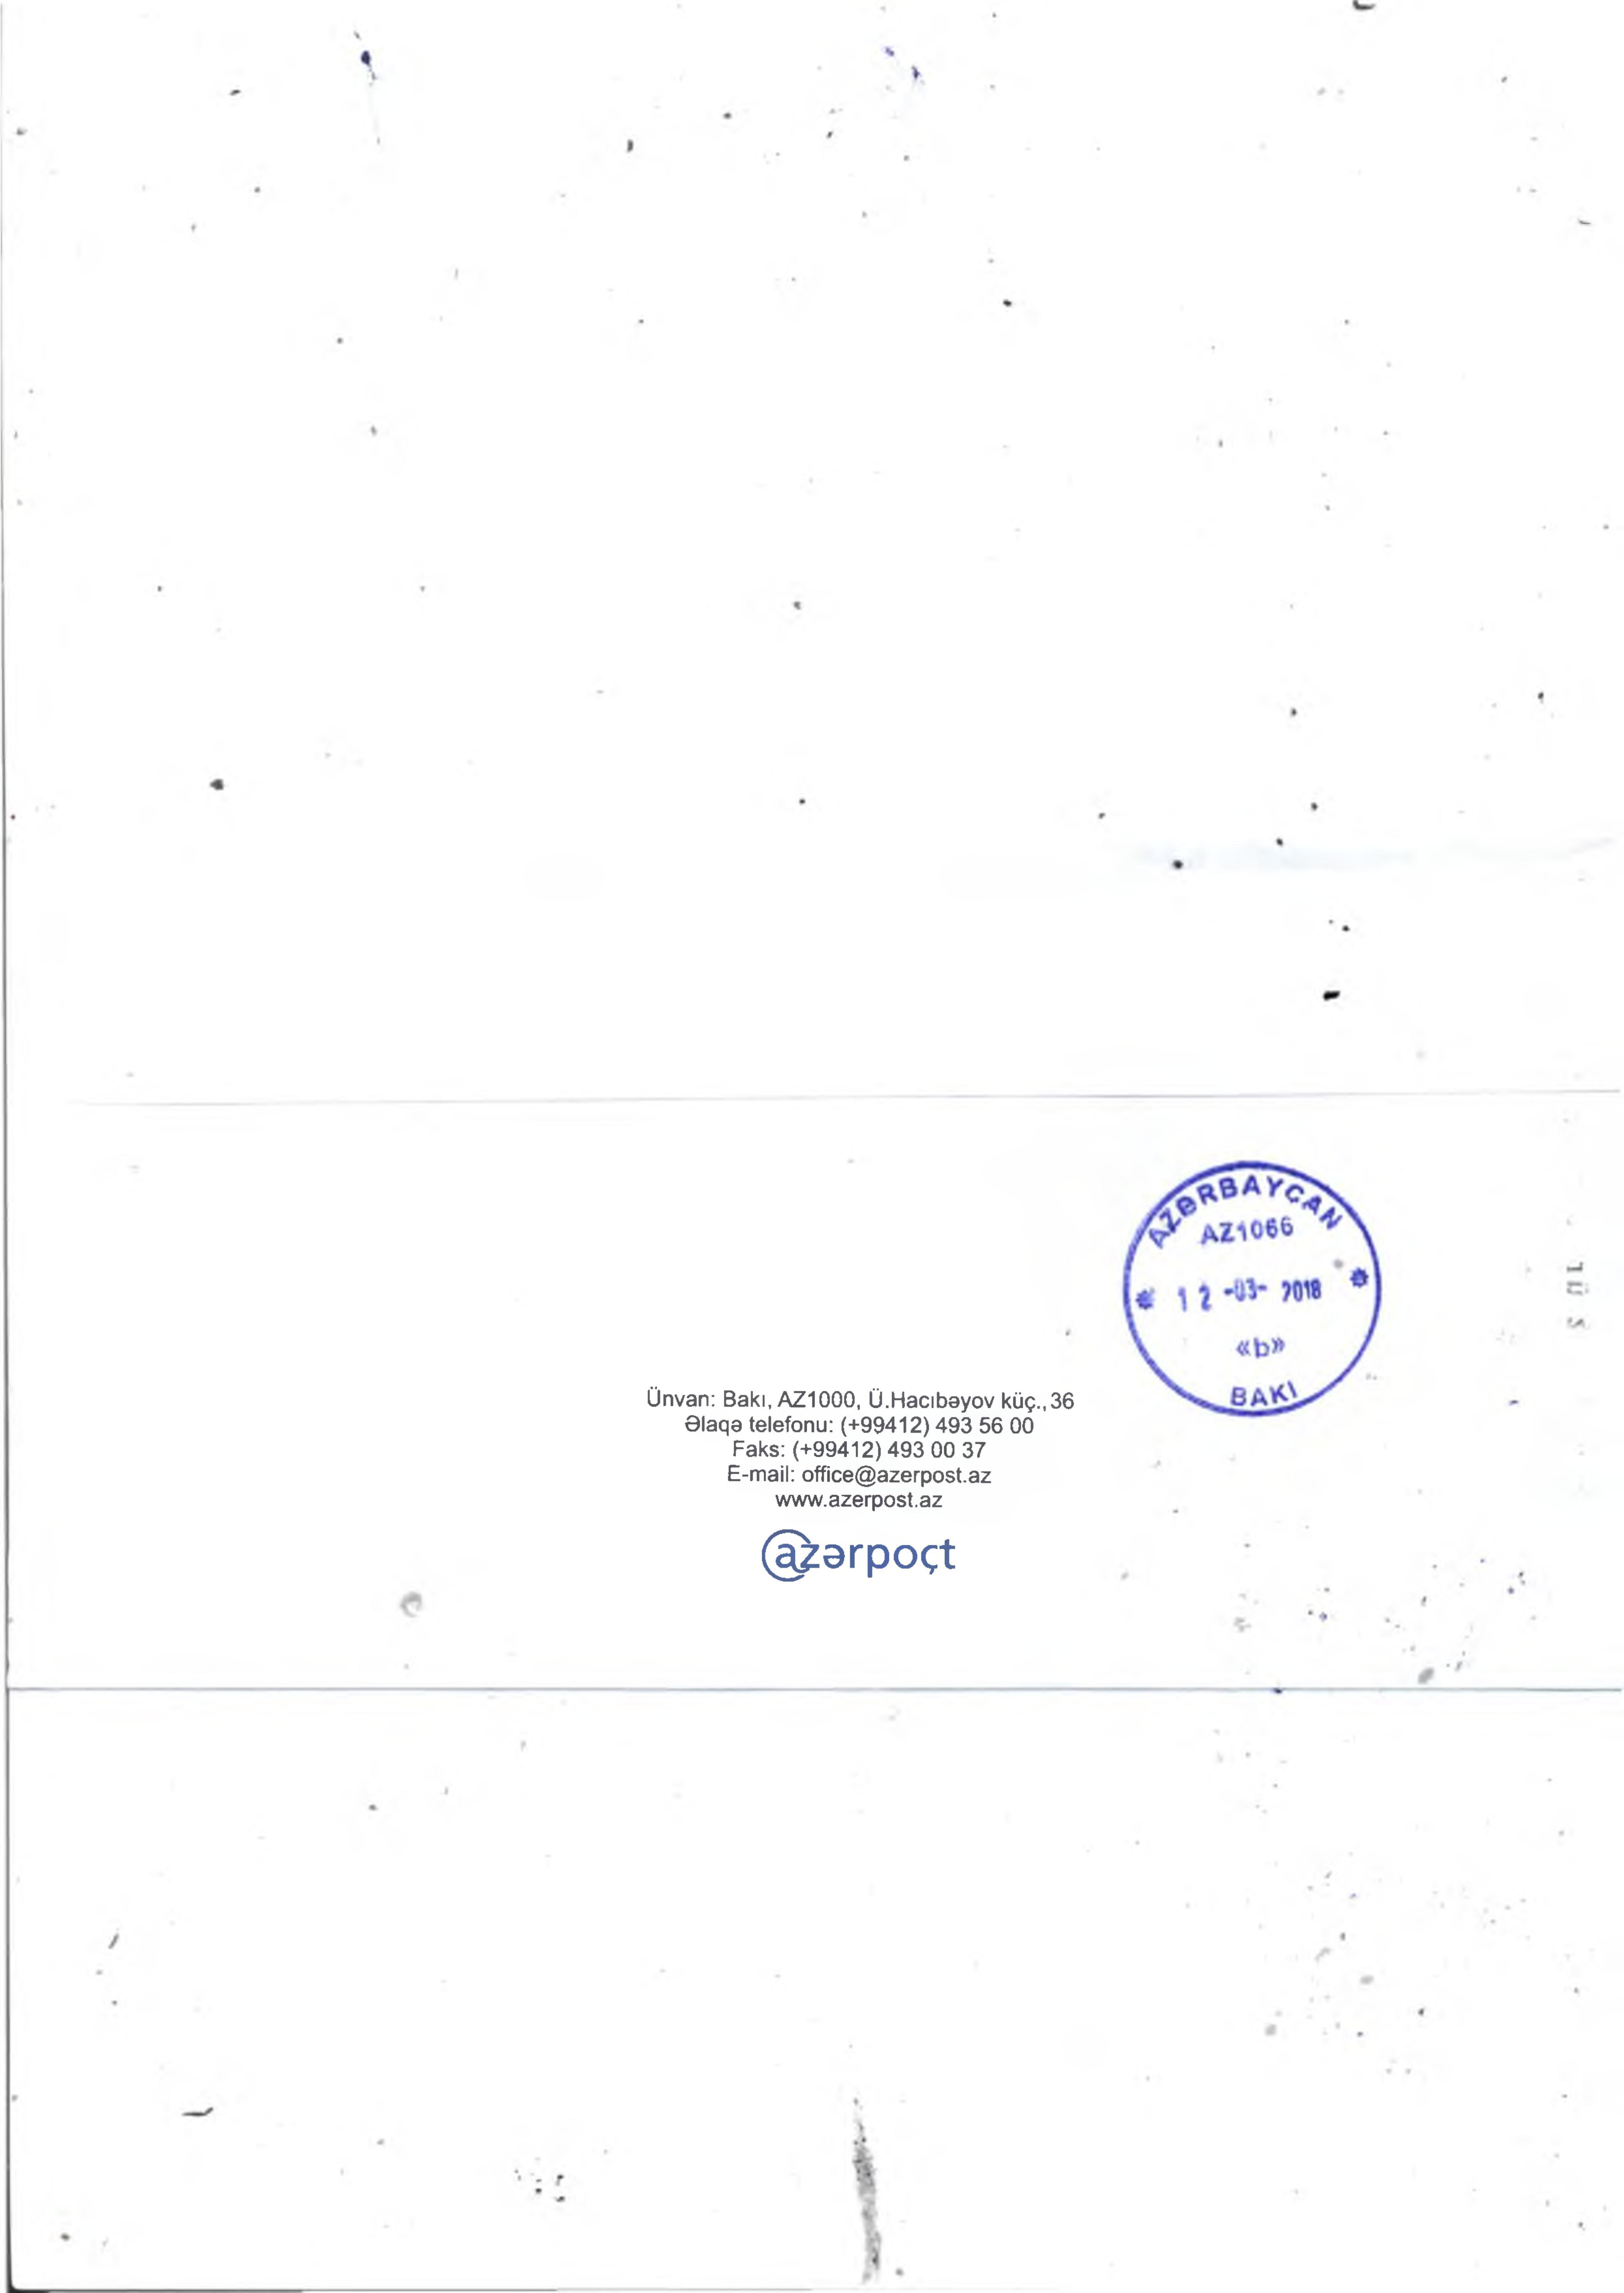 AZƏRBAYCAN
AZ1066
12-03-2018
«b»
BAKI
Ünvan: Bakı, AZ1000, Ü.Hacıbəyov küç.,36
Əlaqə telefonu: (+99412) 493 56 00
Faks: (+99412) 493 00 37
E-mail: office@azerpost.az
www.azerpost.az
@zərpoçt